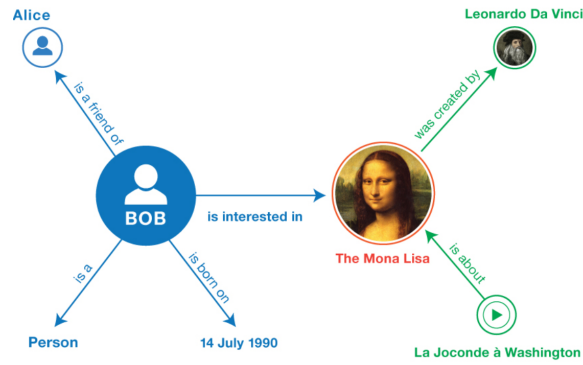 Alice
Leonardo Da Vinci
is a friend of
was created by
BOB
is interested in
The Mona Lisa
is a
is born on
is about
Person
14 July 1990
La Joconde à Washington